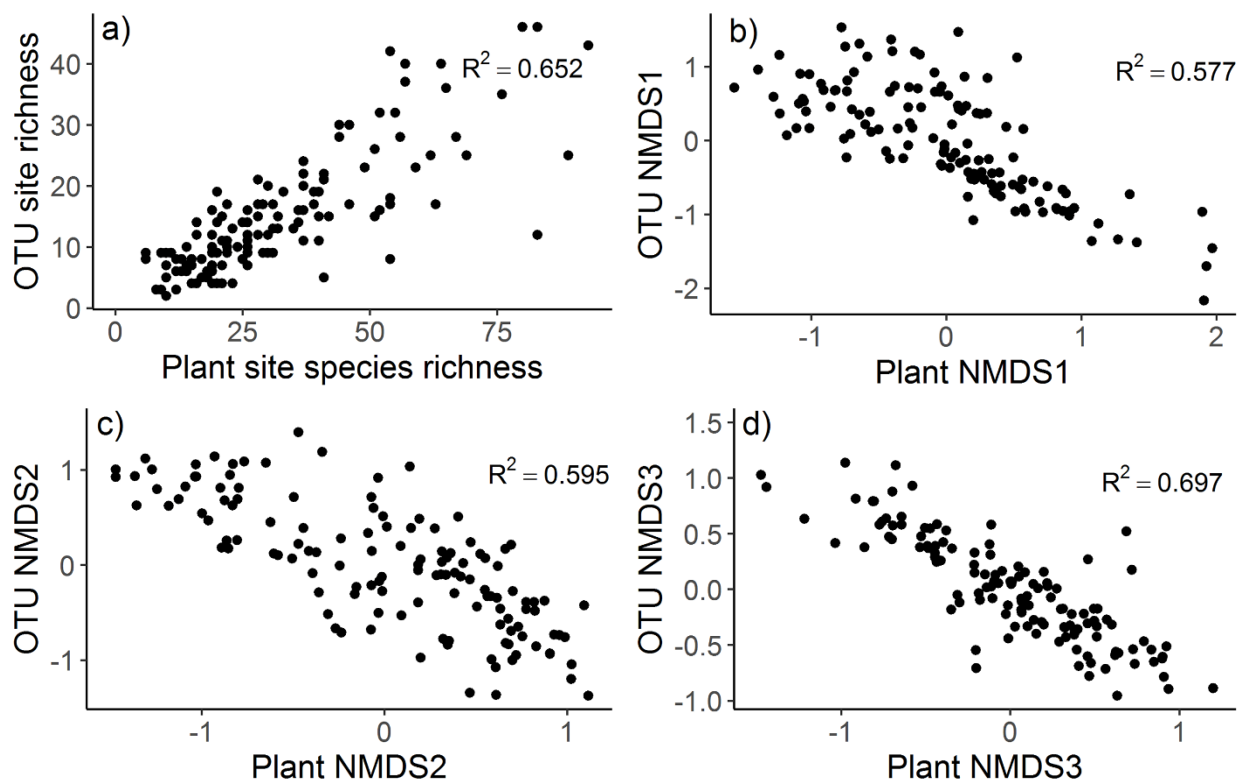 a)
R² = 0.652
OTU site richness
40
30
20
10
0
0 25 50 75
Plant site species richness
b)
R² = 0.577
OTU NMDS1
1
0
-1
-2
-1 0 1 2
Plant NMDS1
c)
R² = 0.595
OTU NMDS2
1
0
-1
-1 0 1
Plant NMDS2
d)
R² = 0.697
OTU NMDS3
1.5
1.0
0.5
0.0
-0.5
-1.0
-1 0 1
Plant NMDS3